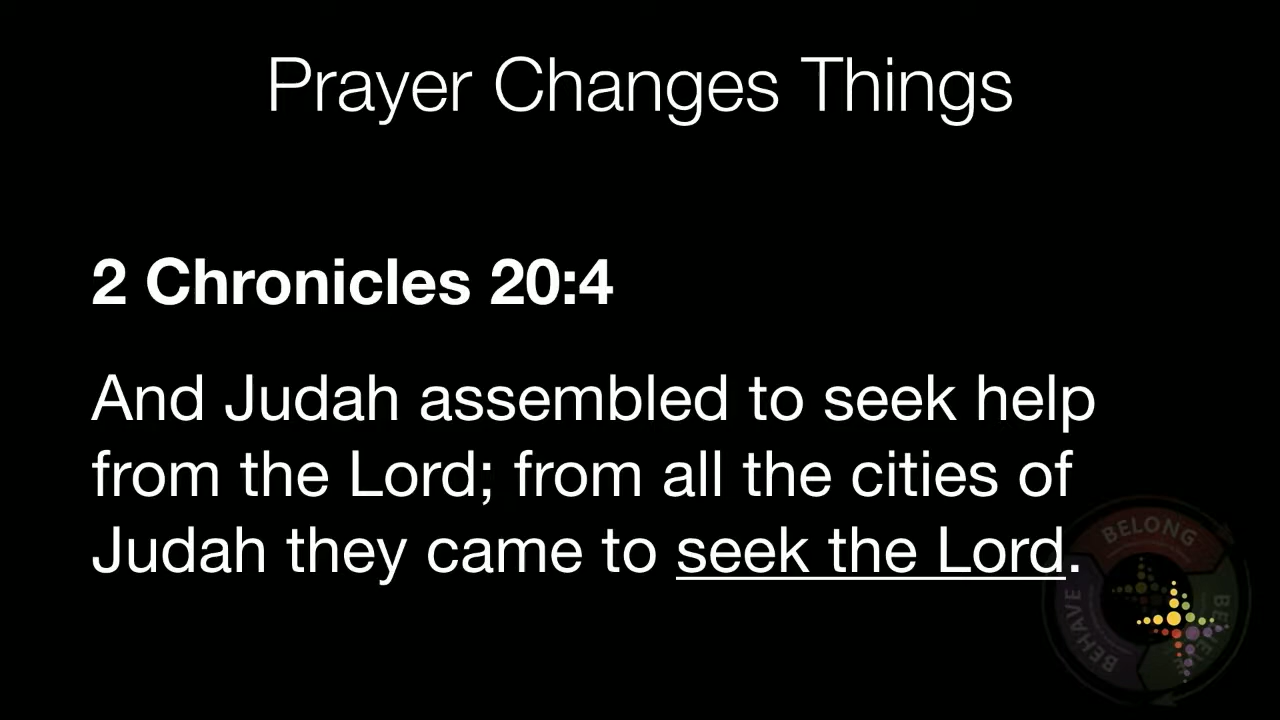 Prayer Changes Things
2 Chronicles 20:4
And Judah assembled to seek help
from the Lord; from all the cities of
Judah they came to seek the Lord.
BELONG
BEHAVE